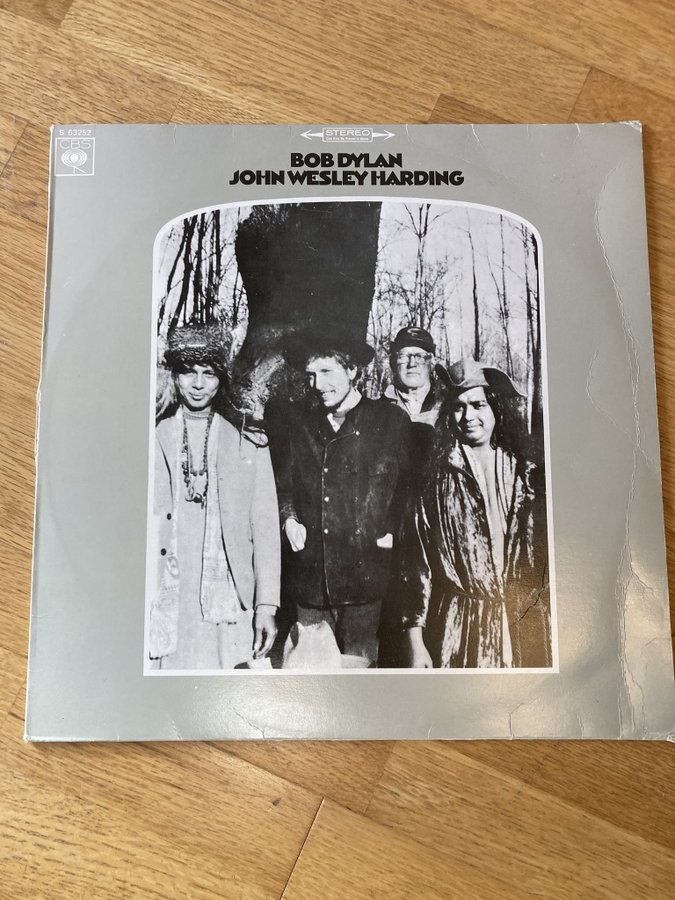 S 63252
CBS
STEREO
BOB DYLAN
JOHN WESLEY HARDING